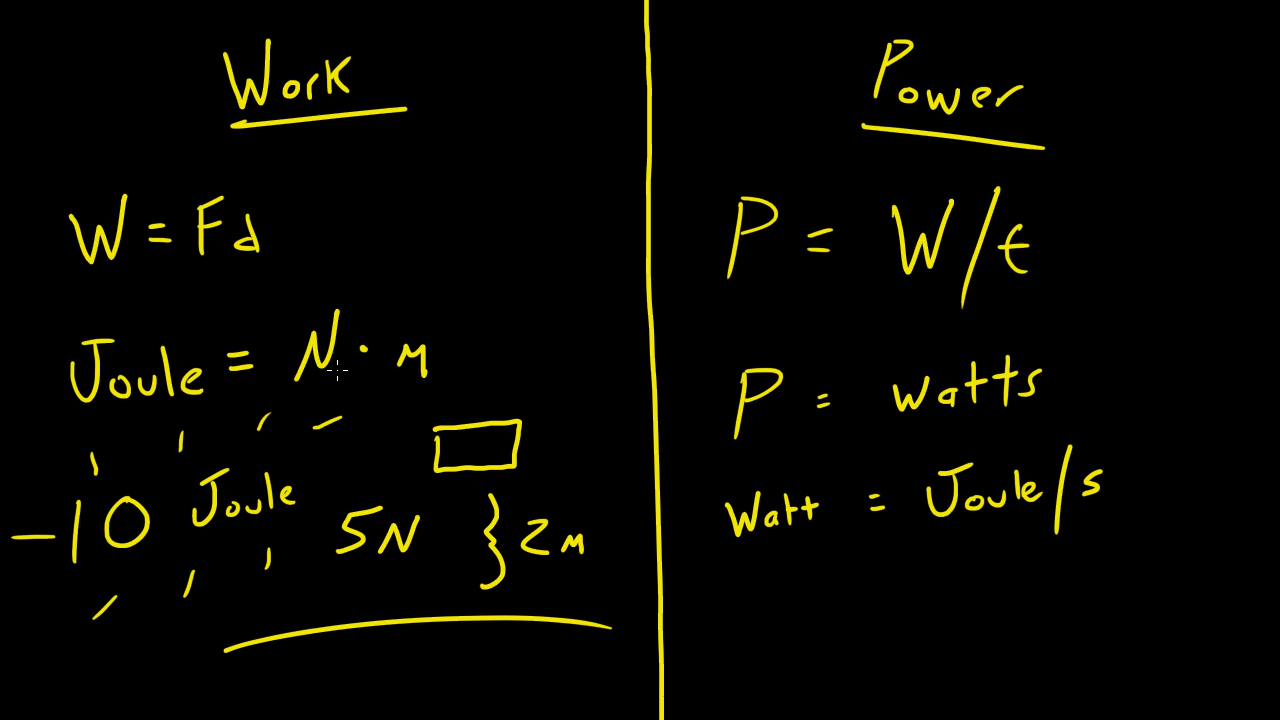 Work
W = Fd
Joule = N · m
-10 Joule 5N } 2m
Power
P = W/t
P = watts
Watt = Joule/s